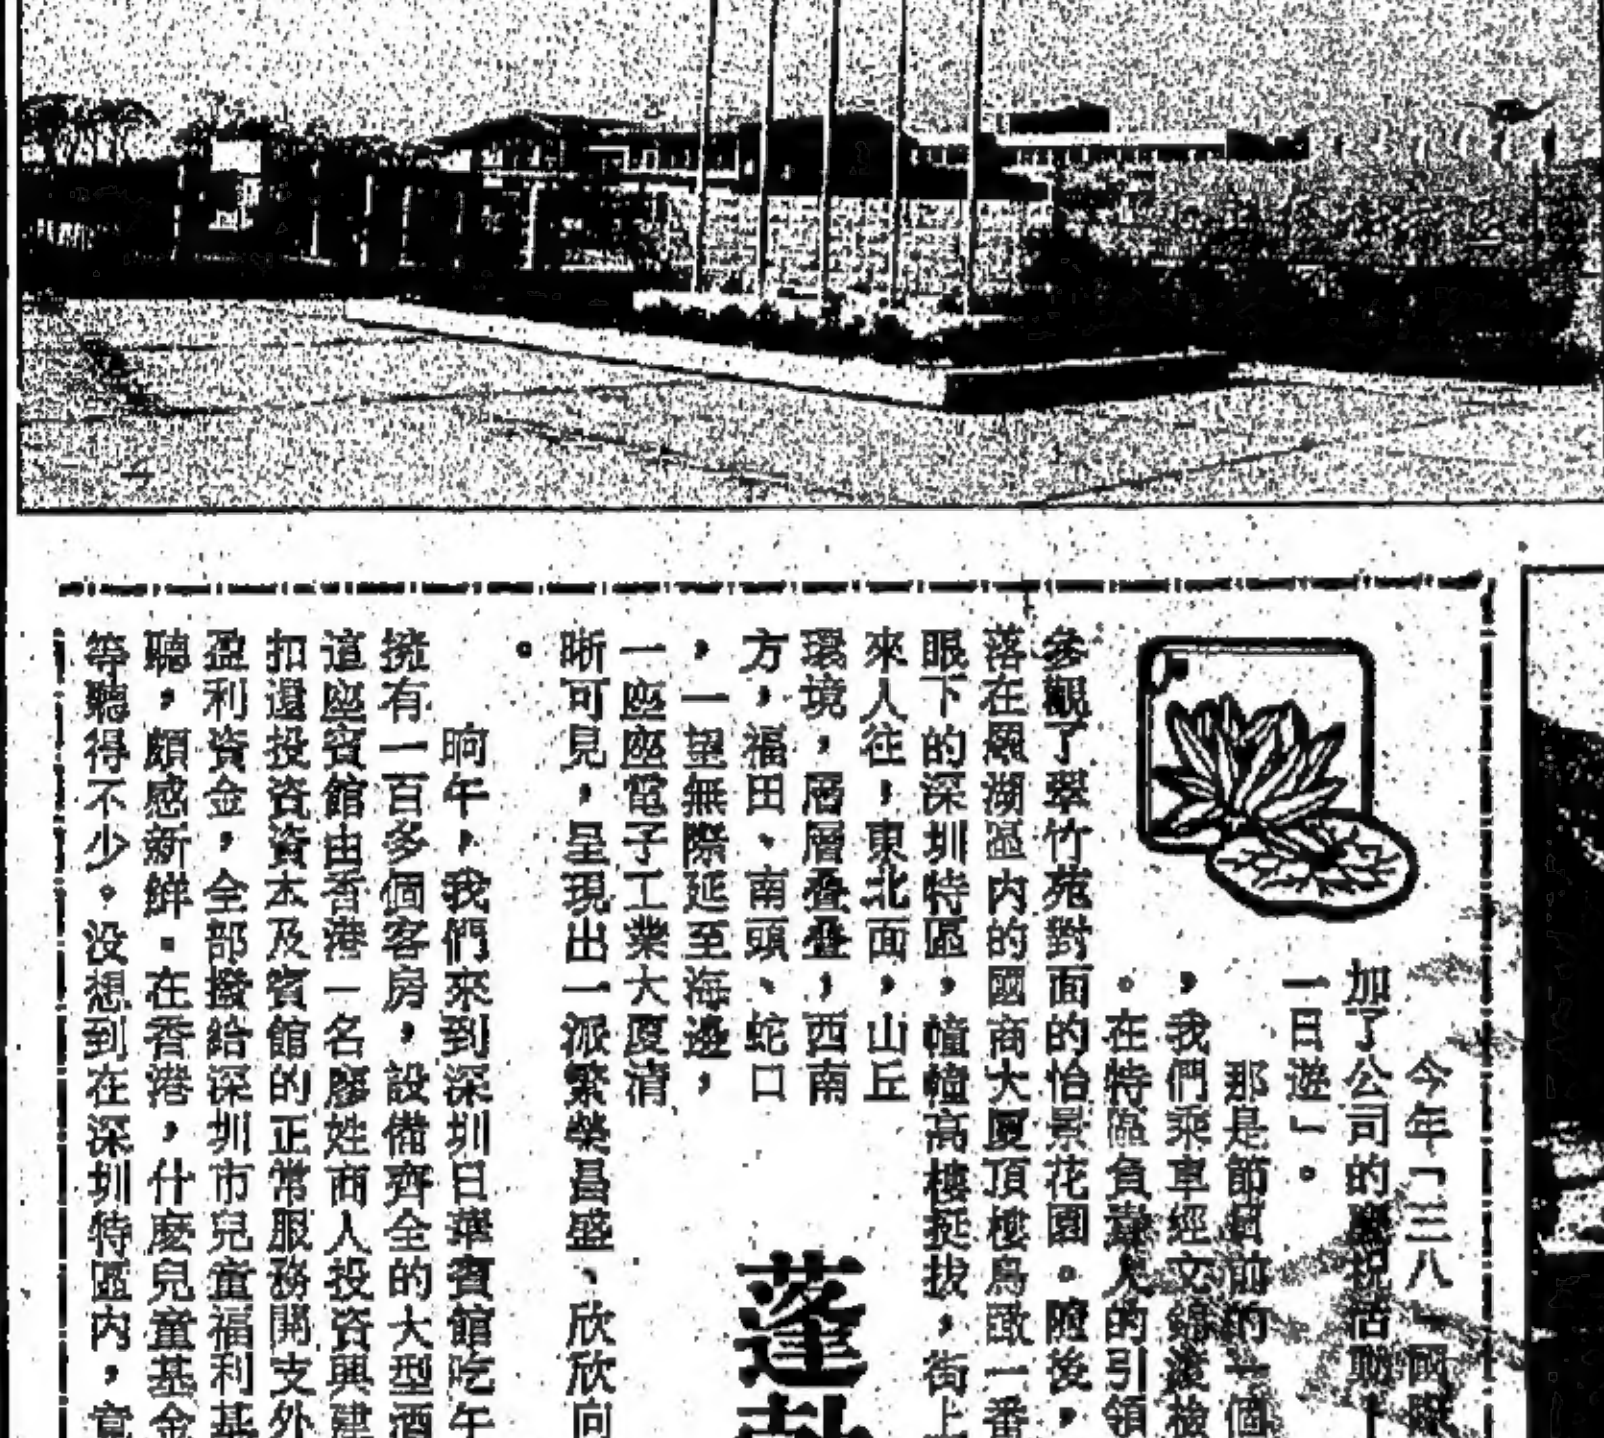 今年「三八」國際
加了公司的慶祝活動
一日遊」。
那是節日前的一個
，我們乘車經文錦渡檢
。在特區負責人的引領
參觀了翠竹苑對面的怡景花園。隨後，
落在羅湖區內的國商大厦頂樓鳥瞰一番
眼下的深圳特區，幢幢高樓挺拔，街上
來人往，東北面，山丘
環境，層層叠叠，西南
方，福田、南頭、蛇口
，一望無際延至海邊，
一座座電子工業大厦清
晰可見，呈現出一派繁榮昌盛、欣欣向
。
晌午，我們來到深圳日華賓館吃午
擁有一百多個客房，設備齊全的大型酒
這座賓館由香港一名廖姓商人投資興建
扣還投資資本及賓館的正常服務開支外
盈利資金，全部撥給深圳市兒童福利基
聽，頗感新鮮。在香港，什麼兒童基金
等聽得不少。没想到在深圳特區内，竟
蓬勃